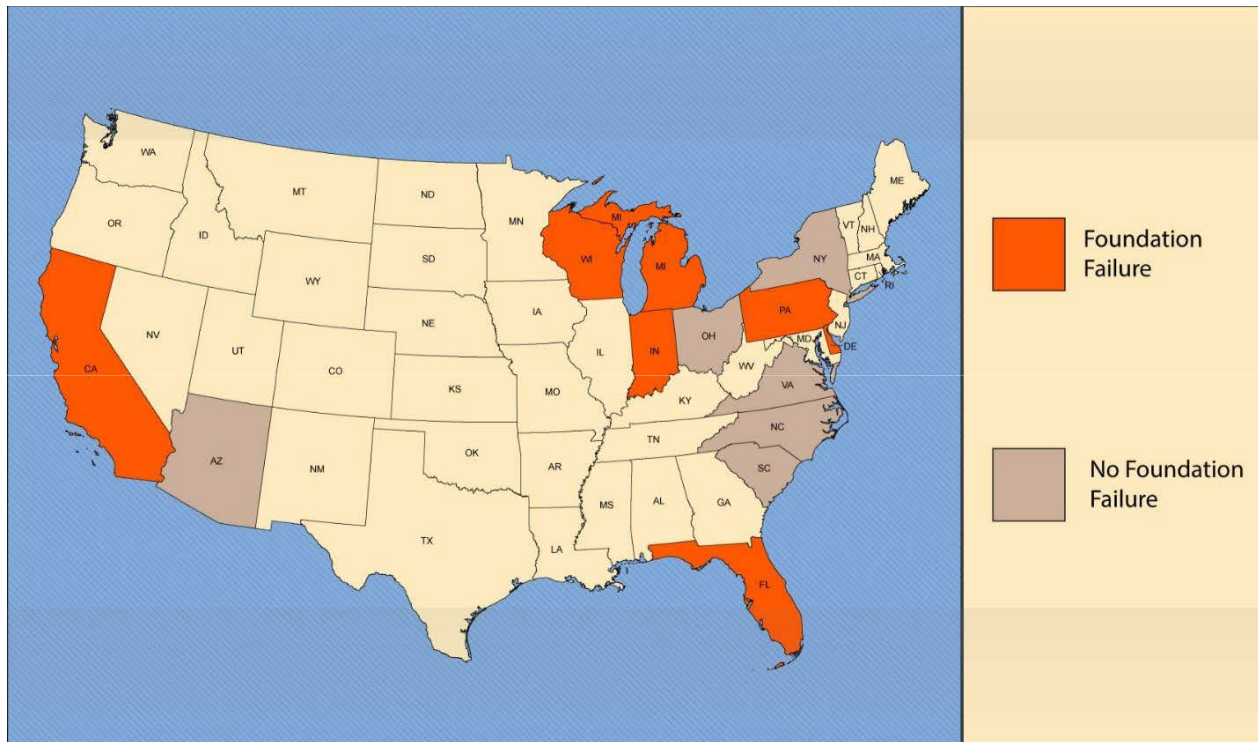 WA
MT
ND
MN
ME
OR
ID
WY
SD
WI
MI
MI
NY
VT
NH
MA
CT
RI
NV
UT
CO
NE
IA
IL
IN
OH
PA
NJ
MD
DE
CA
AZ
NM
KS
MO
KY
WV
VA
OK
AR
TN
NC
SC
TX
LA
MS
AL
GA
FL
Foundation
Failure
No Foundation
Failure